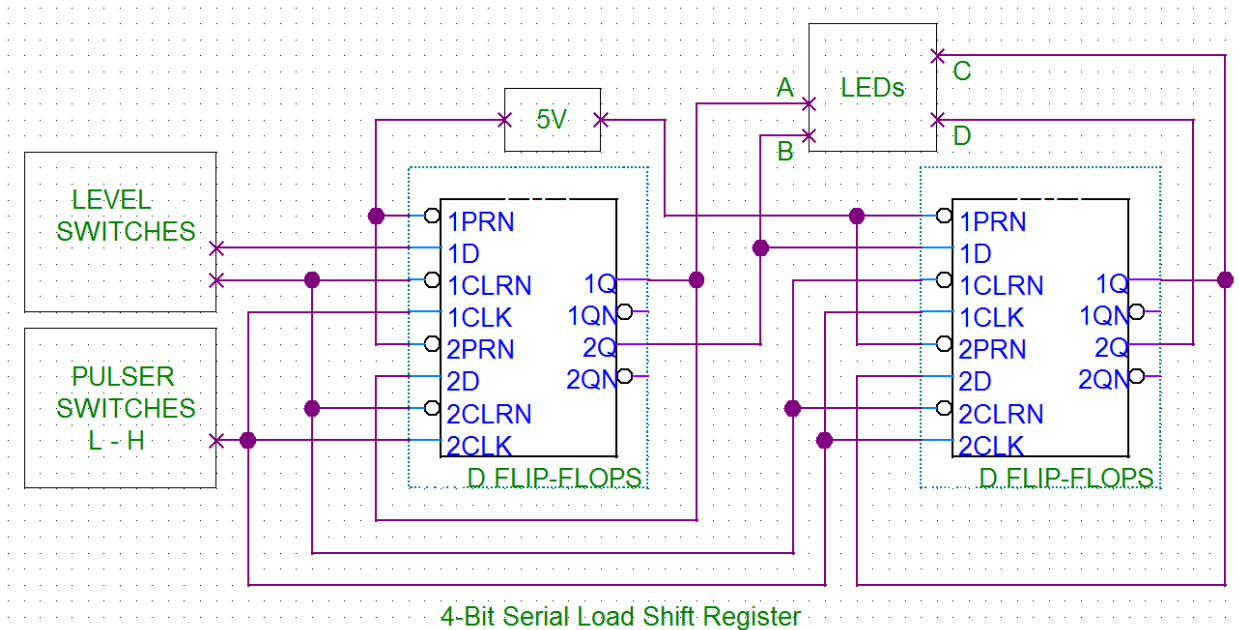 A
LEDs
C
5V
D
B
LEVEL
SWITCHES
PULSER
SWITCHES
L - H
1PRN
1D
1CLRN
1Q
1CLK
1QN
2PRN
2Q
2D
2QN
2CLRN
2CLK
D FLIP-FLOPS
1PRN
1D
1CLRN
1Q
1CLK
1QN
2PRN
2Q
2D
2QN
2CLRN
2CLK
D FLIP-FLOPS
4-Bit Serial Load Shift Register